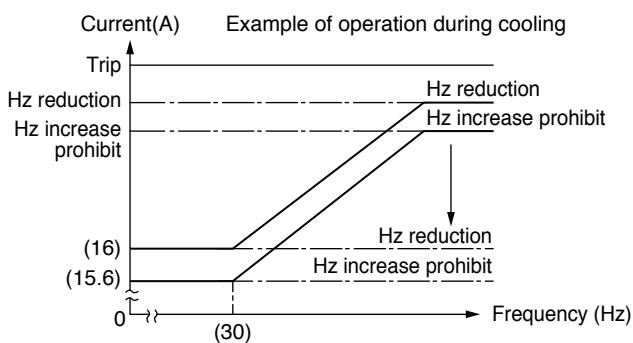 Current(A) Example of operation during cooling
Trip
Hz reduction
Hz reduction
Hz increase
prohibit
Hz increase prohibit
(16)
Hz reduction
Hz increase prohibit
(15.6)
0
(30)
Frequency (Hz)